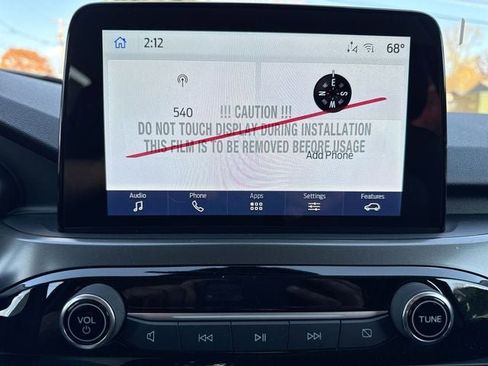 2:12
68°
540
E
N S
W
!!! CAUTION !!!
DO NOT TOUCH DISPLAY DURING INSTALLATION
THIS FILM IS TO BE REMOVED BEFORE USAGE
Add Phone
Audio Phone Apps Settings Features
VOL
TUNE